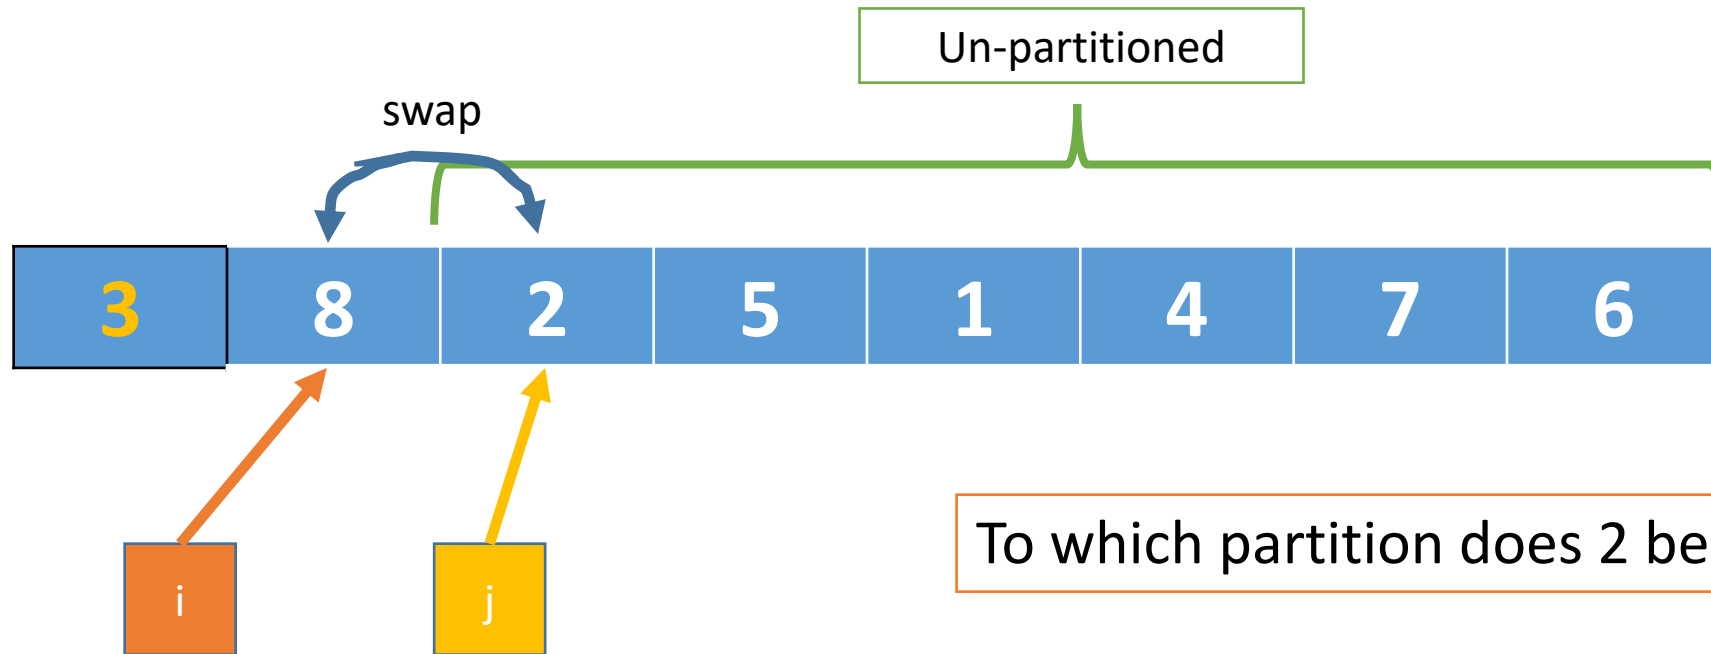 Un-partitioned
swap
3 8 2 5 1 4 7 6
To which partition does 2 be
i j